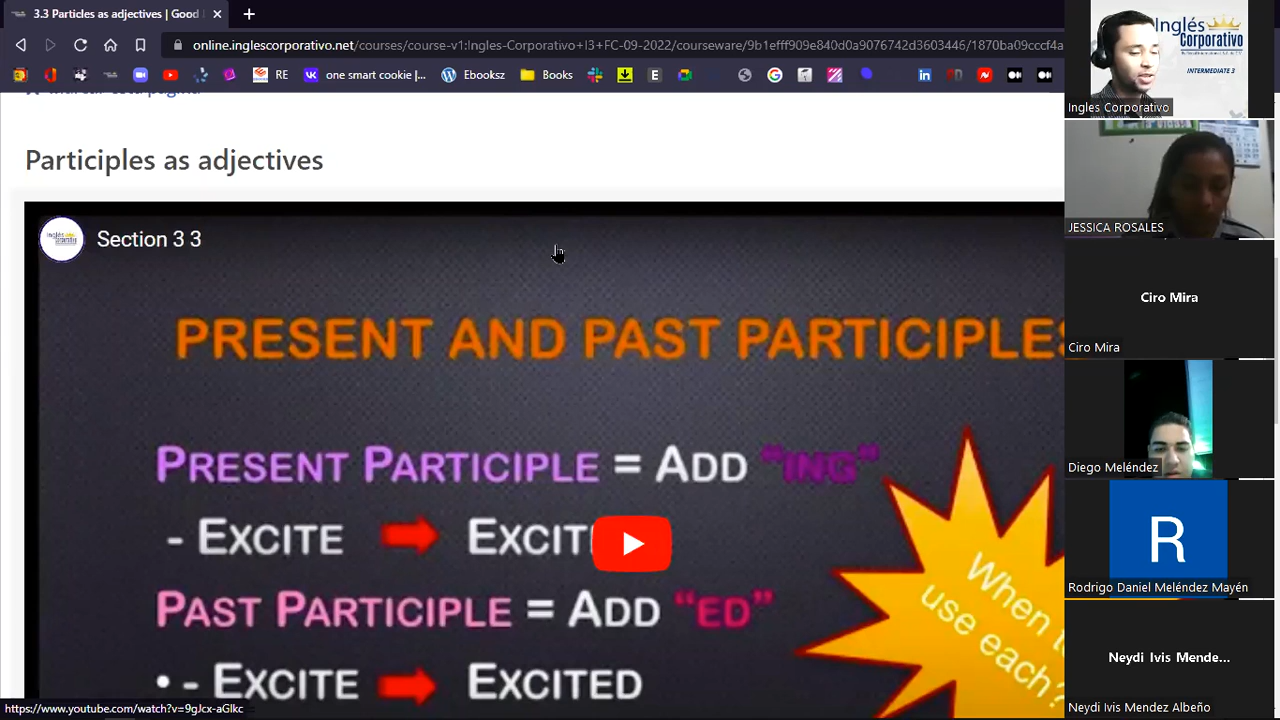 3.3 Particles as adjectives | Good
online.inglescorporativo.net/courses/course-v1:Ingles-Corporativo+I3+FC-09-2022/courseware/9b1efff909e840d0a9076742d3603446/1870ba09cccf4a
RE
one smart cookie |...
Ebooksz
Books
Participles as adjectives
Section 3 3
PRESENT AND PAST PARTICIPLES
PRESENT PARTICIPLE = ADD "ING"
- EXCITE EXCIT
PAST PARTICIPLE = ADD "ED"
• - EXCITE EXCITED
When t
use each?
https://www.youtube.com/watch?v=9gJcx-aGlkc
Inglés
Corporativo
INTERMEDIATE 3
Ingles Corporativo
JESSICA ROSALES
Ciro Mira
Ciro Mira
Diego Meléndez
R
Rodrigo Daniel Meléndez Mayén
Neydi Ivis Mende...
Neydi Ivis Mendez Albeño